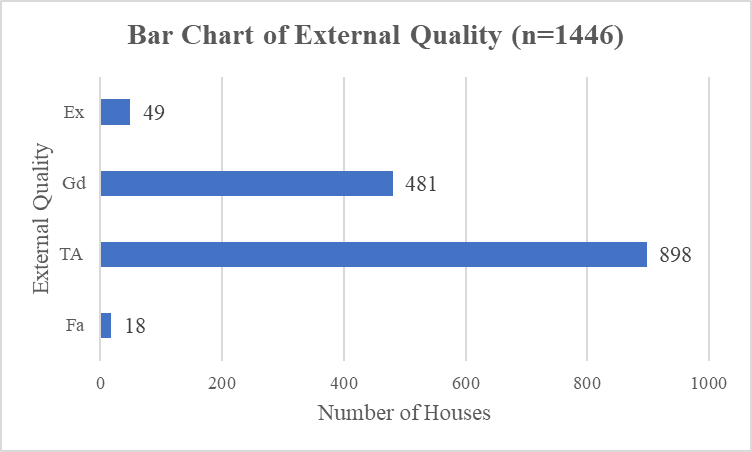 Bar Chart of External Quality (n=1446)
External Quality
Ex 49
Gd 481
TA 898
Fa 18
0 200 400 600 800 1000
Number of Houses